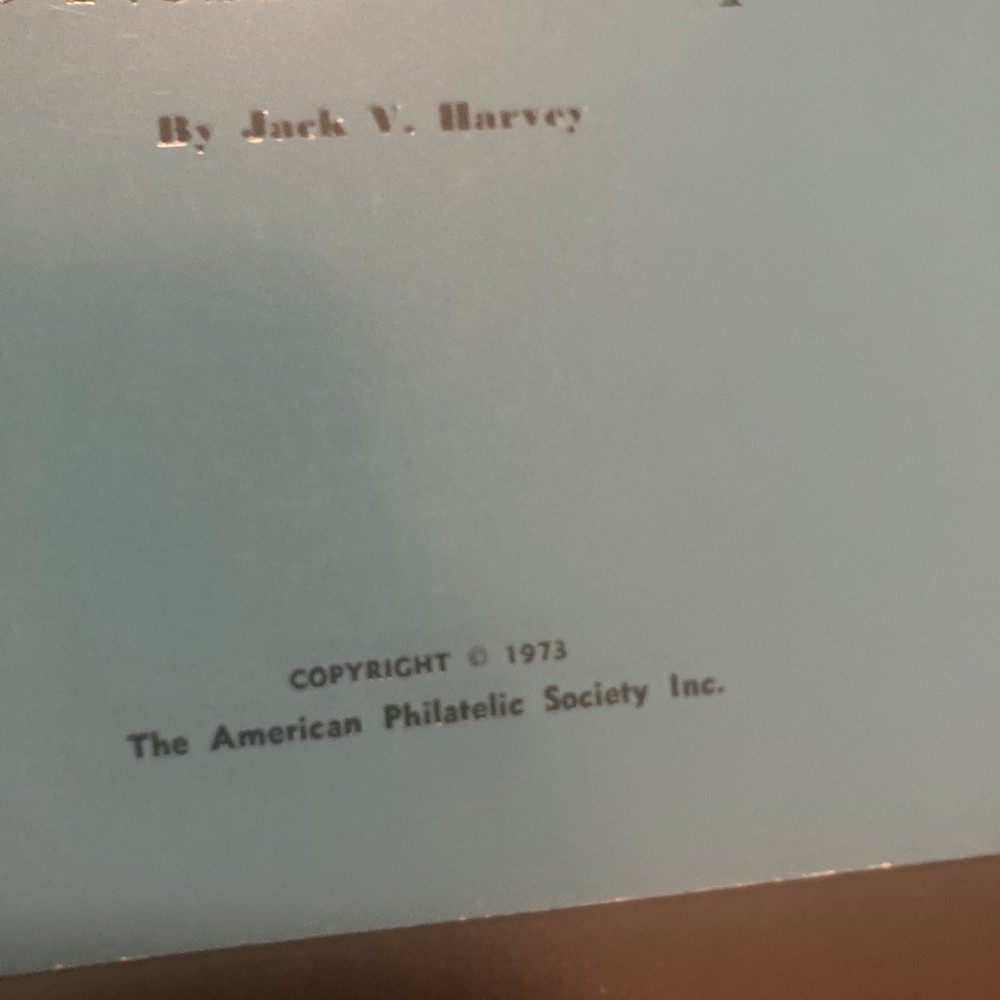 By Jack V. Harvey
COPYRIGHT © 1973
The American Philatelic Society Inc.